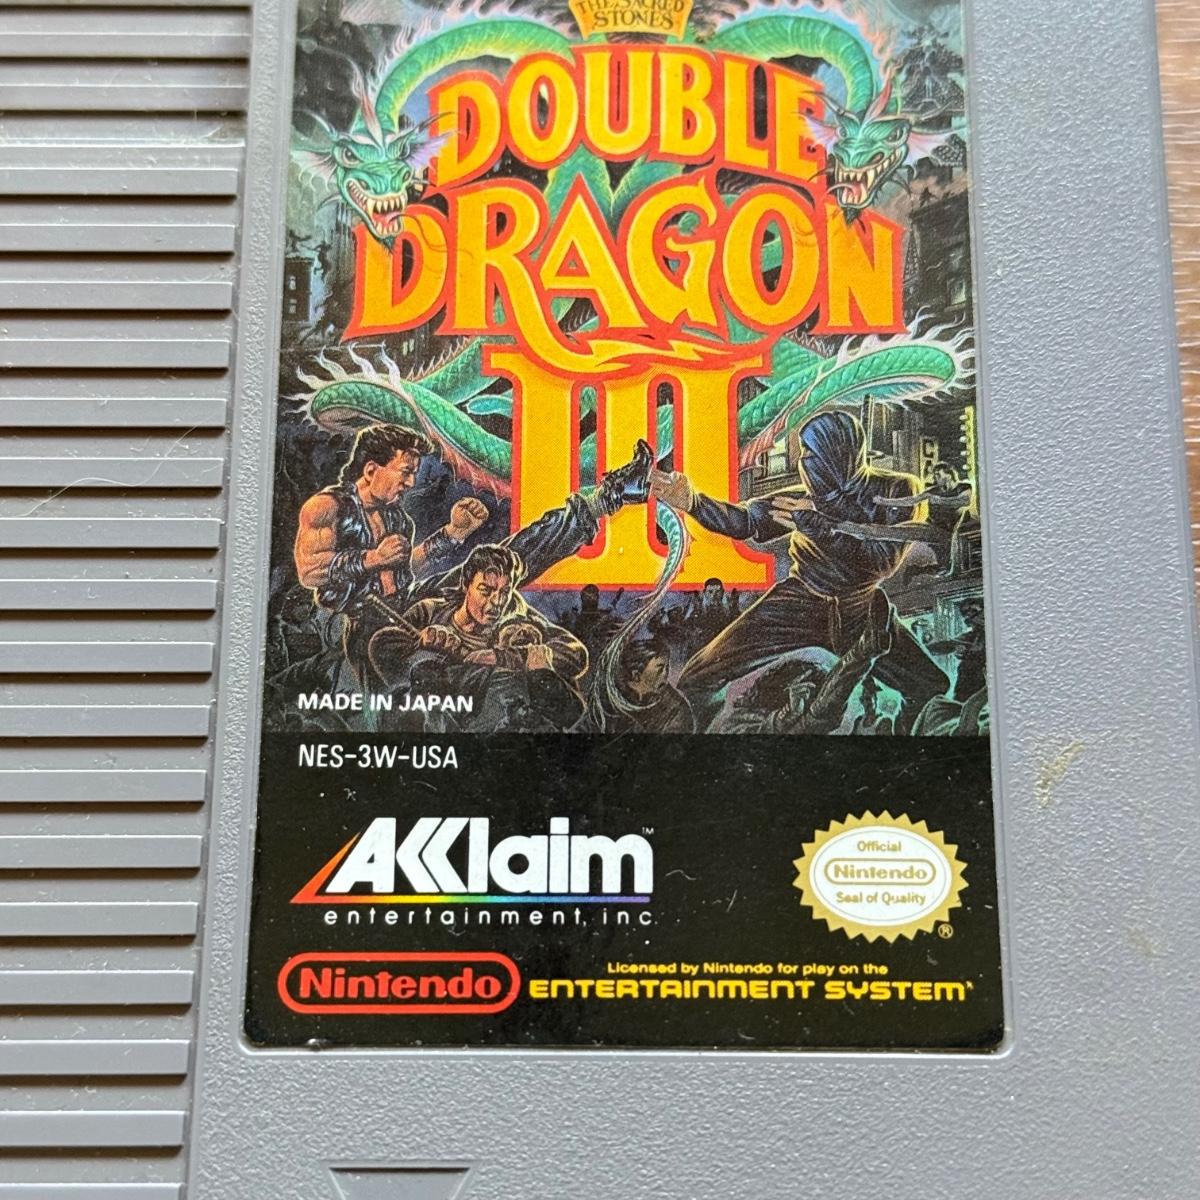 THE SACRED
STONES
DOUBLE
DRAGON
III
MADE IN JAPAN
NES-3W-USA
AKKlaim™
entertainment, inc.
Official
Nintendo
Seal of Quality
®
Nintendo
Licensed by Nintendo for play on the
ENTERTAINMENT SYSTEM